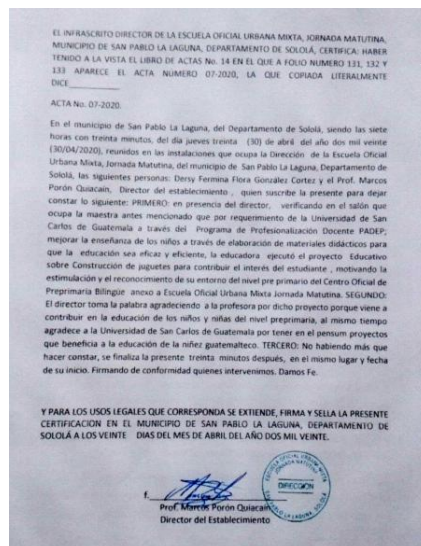 EL INFRASCRITO DIRECTOR DE LA ESCUELA OFICIAL URBANA MIXTA, JORNADA MATUTINA,
MUNICIPIO DE SAN PABLO LA LAGUNA, DEPARTAMENTO DE SOLOLÁ, CERTIFICA: HABER
TENIDO A LA VISTA EL LIBRO DE ACTAS No. 14 EN EL QUE A FOLIO NUMERO 131, 132 Y
133 APARECE EL ACTA NÚMERO 07-2020, LA QUE COPIADA LITERALMENTE
DICE___________
ACTA No. 07-2020.
En el municipio de San Pablo La Laguna, del Departamento de Sololá, siendo las siete
horas con treinta minutos, del día jueves treinta (30) de abril del año dos mil veinte
(30/04/2020), reunidos en las instalaciones que ocupa la Dirección de la Escuela Oficial
Urbana Mixta, Jornada Matutina, del municipio de San Pablo La Laguna, Departamento de
Sololá, las siguientes personas: Dersy Fermina Flora González Cortez y el Prof. Marcos
Porón Quiacain, Director del establecimiento , quien suscribe la presente para dejar
constar lo siguiente: PRIMERO: en presencia del director, verificando en el salón que
ocupa la maestra antes mencionado que por requerimiento de la Universidad de San
Carlos de Guatemala a través del Programa de Profesionalización Docente PADEP;
mejorar la enseñanza de los niños a través de elaboración de materiales didácticos para
que la educación sea eficaz y eficiente, la educadora ejecutó el proyecto Educativo
sobre Construcción de juguetes para contribuir el interés del estudiante , motivando la
estimulación y el reconocimiento de su entorno del nivel pre primario del Centro Oficial de
Preprimaria Bilingüe anexo a Escuela Oficial Urbana Mixta Jornada Matutina. SEGUNDO:
El director toma la palabra agradeciendo a la profesora por dicho proyecto porque viene a
contribuir en la educación de los niños y niñas del nivel preprimaria, al mismo tiempo
agradece a la Universidad de San Carlos de Guatemala por tener en el pensum proyectos
que beneficia a la educación de la niñez guatemalteco. TERCERO: No habiendo más que
hacer constar, se finaliza la presente treinta minutos después, en el mismo lugar y fecha
de su inicio. Firmando de conformidad quienes intervenimos. Damos Fe.
Y PARA LOS USOS LEGALES QUE CORRESPONDA SE EXTIENDE, FIRMA Y SELLA LA PRESENTE
CERTIFICACION EN EL MUNICIPIO DE SAN PABLO LA LAGUNA, DEPARTAMENTO DE
SOLOLÁ A LOS VEINTE DIAS DEL MES DE ABRIL DEL AÑO DOS MIL VEINTE.
ESCUELA OFICIAL URBANA MIXTA
JORNADA MATUTINA
DIRECCIÓN
SAN PABLO LA LAGUNA, SOLOLÁ
f.
Prof. Marcos Porón Quiacain
Director del Establecimiento